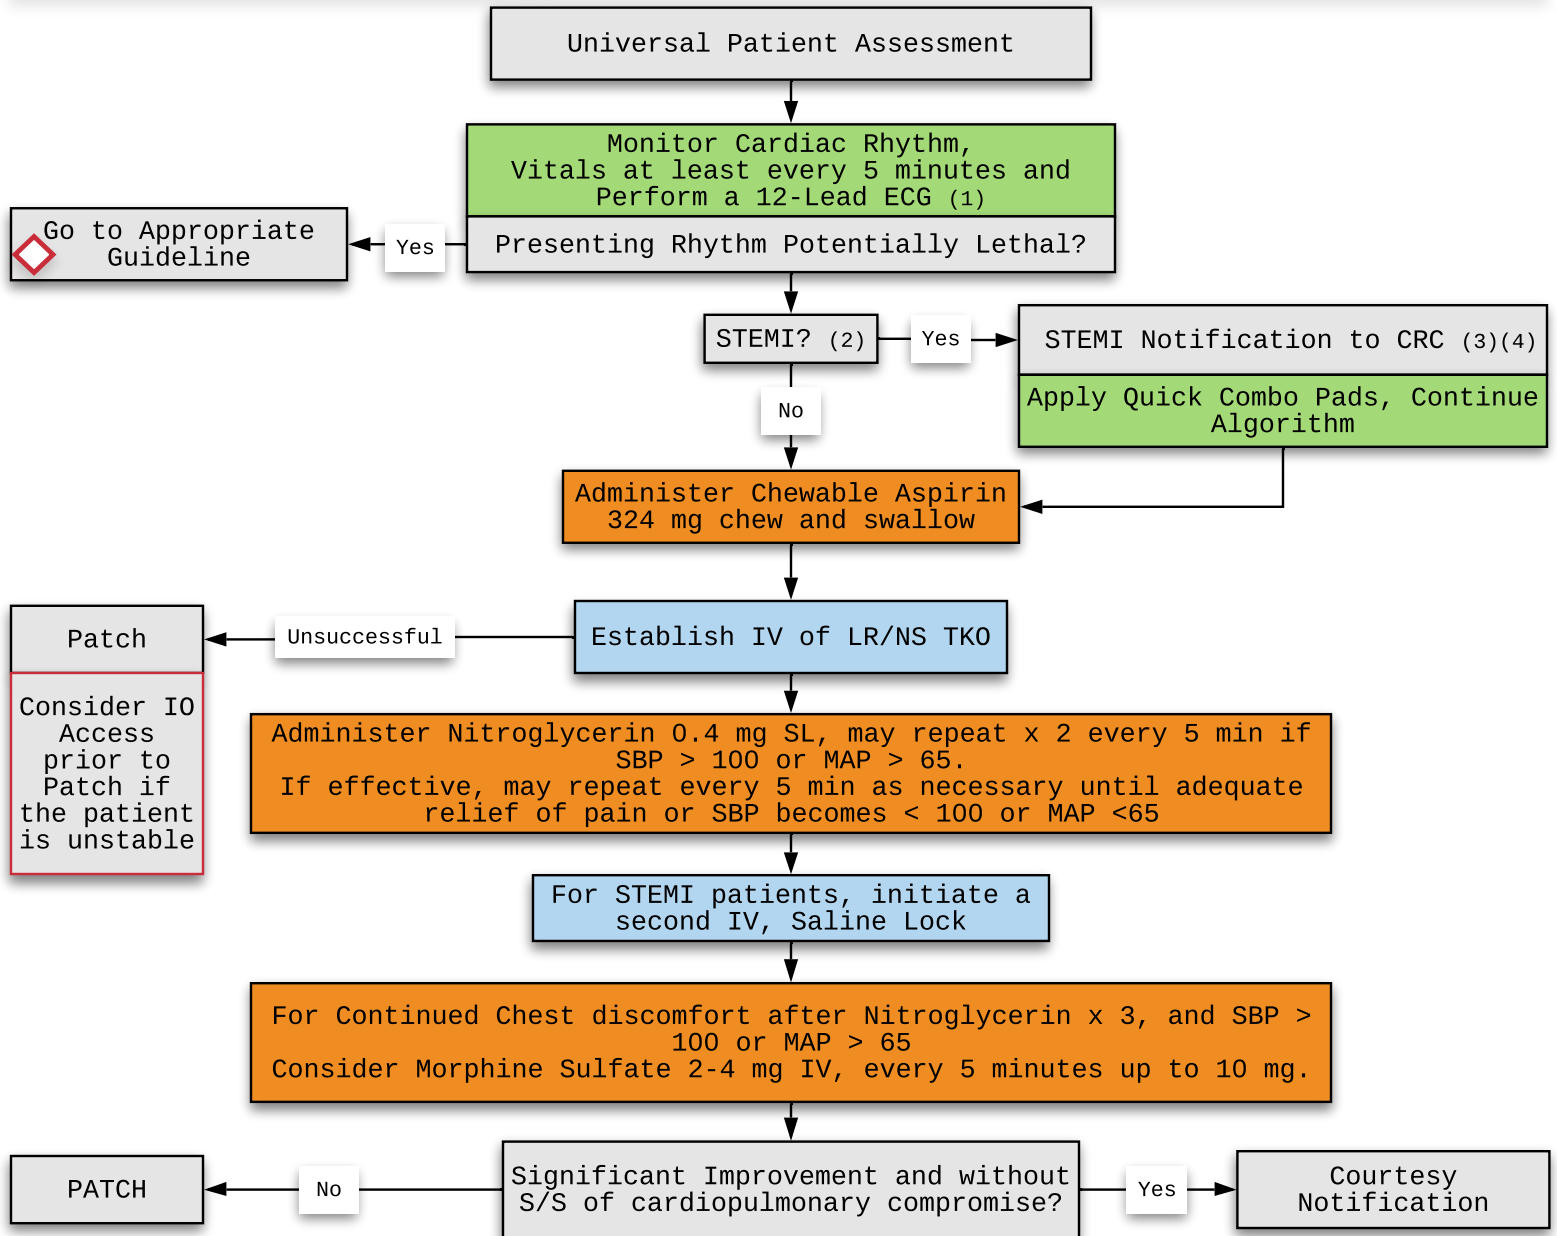 Universal Patient Assessment
Monitor Cardiac Rhythm,
Vitals at least every 5 minutes and
Perform a 12-Lead ECG (1)
Presenting Rhythm Potentially Lethal?
Yes
Go to Appropriate
Guideline
STEMI? (2)
Yes
STEMI Notification to CRC (3)(4)
Apply Quick Combo Pads, Continue
Algorithm
No
Administer Chewable Aspirin
324 mg chew and swallow
Establish IV of LR/NS TKO
Unsuccessful
Patch
Consider IO
Access
prior to
Patch if
the patient
is unstable
Administer Nitroglycerin 0.4 mg SL, may repeat x 2 every 5 min if
SBP > 100 or MAP > 65.
If effective, may repeat every 5 min as necessary until adequate
relief of pain or SBP becomes < 100 or MAP <65
For STEMI patients, initiate a
second IV, Saline Lock
For Continued Chest discomfort after Nitroglycerin x 3, and SBP >
100 or MAP > 65
Consider Morphine Sulfate 2-4 mg IV, every 5 minutes up to 10 mg.
Significant Improvement and without
S/S of cardiopulmonary compromise?
No
PATCH
Yes
Courtesy
Notification